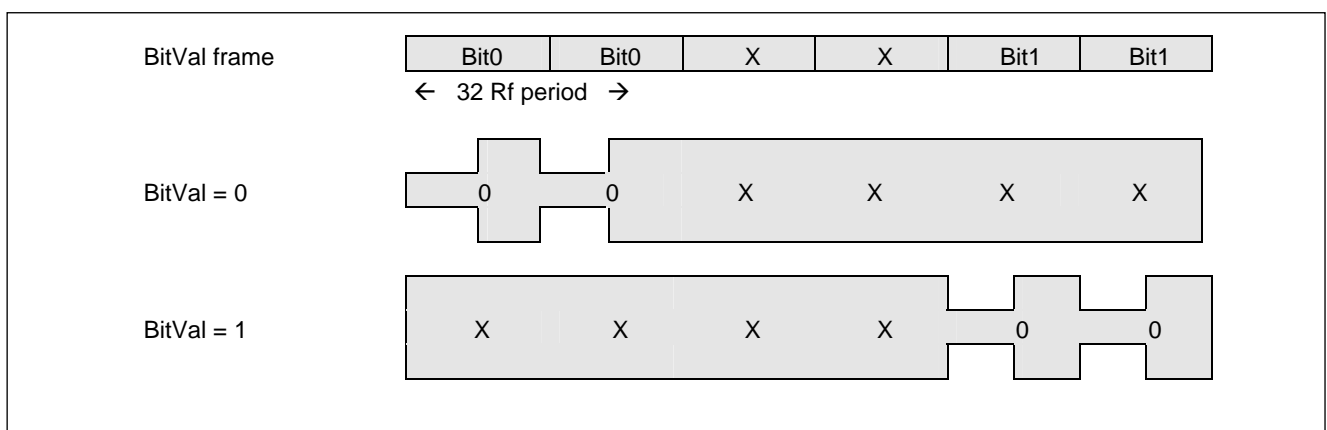 BitVal frame Bit0 Bit0 X X Bit1 Bit1
← 32 Rf period →
BitVal = 0 0 0 X X X X
BitVal = 1 X X X X 0 0